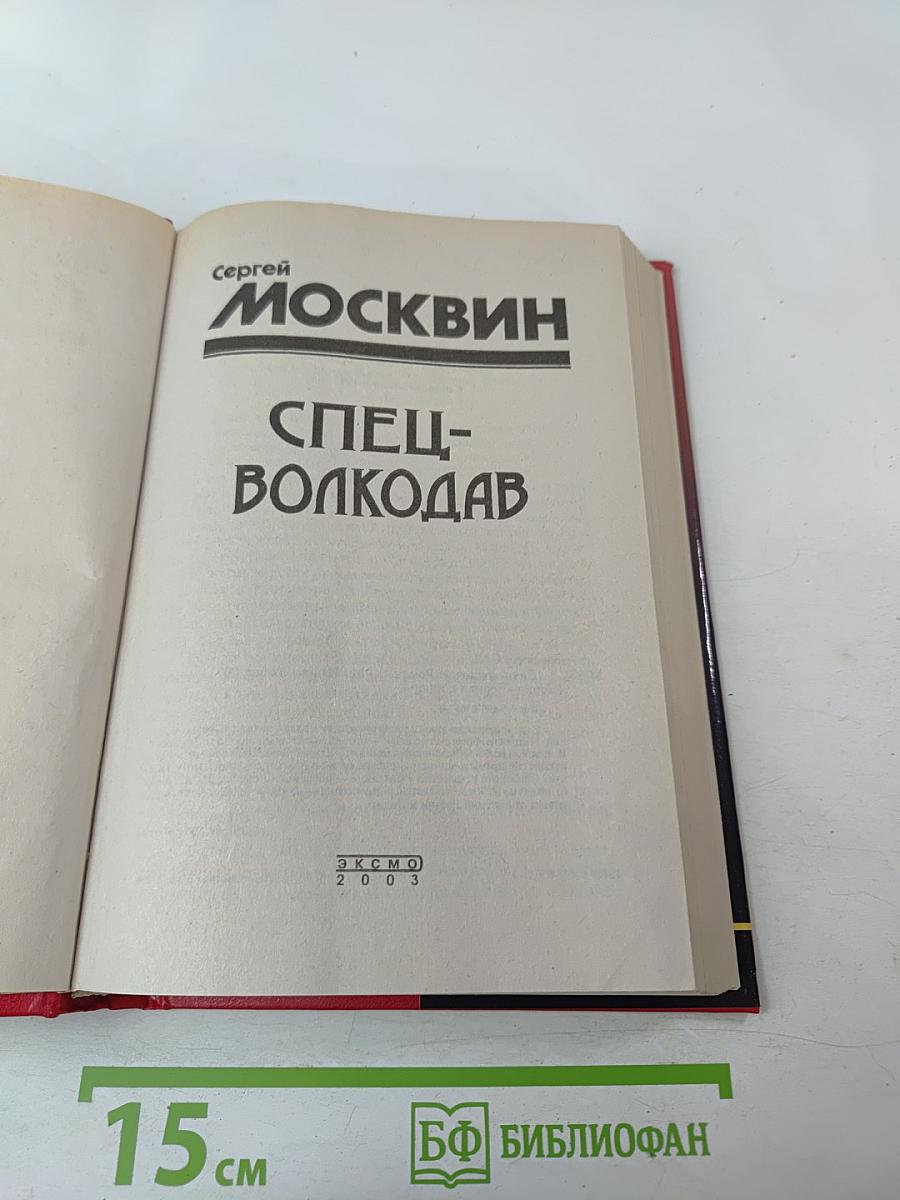 Сергей
МОСКВИН
СПЕЦ-
ВОЛКОДАВ
ЭКСМО
2003
15 см
БФ БИБЛИОФАН